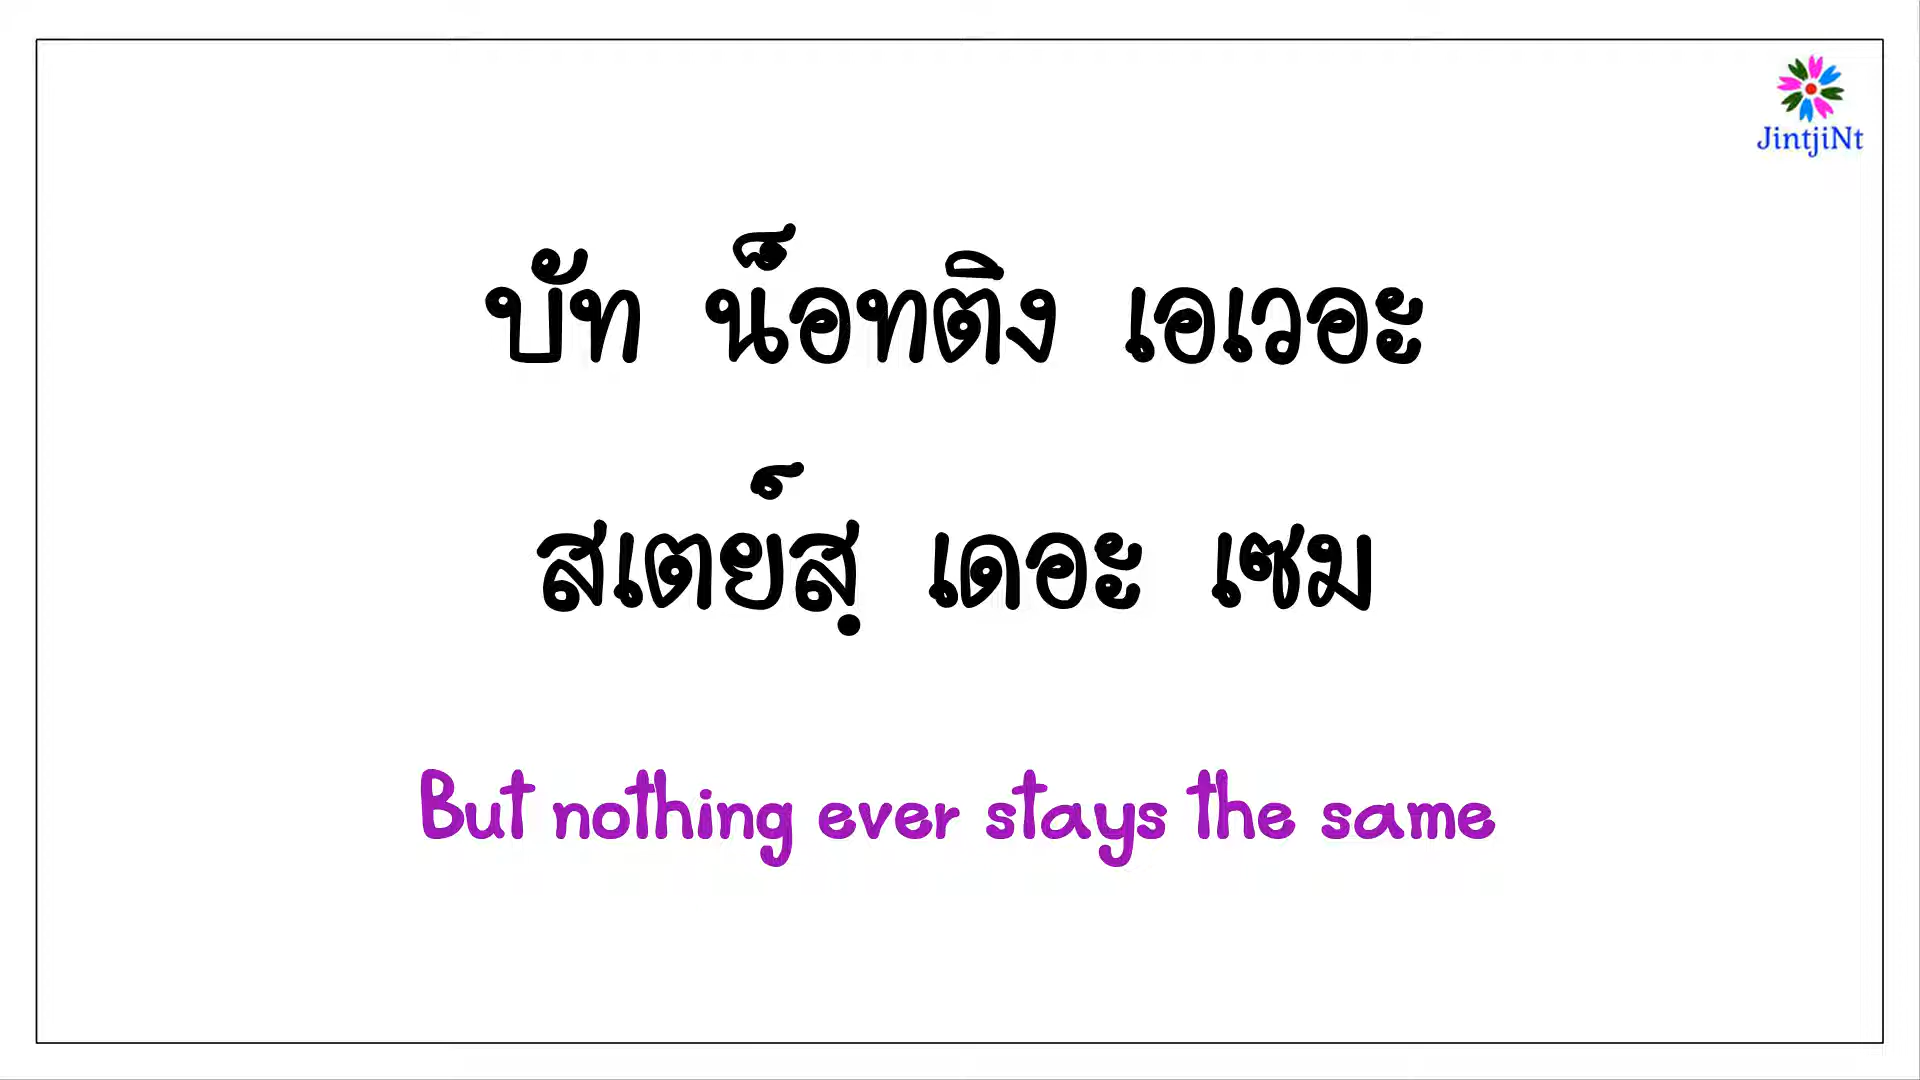 JintjiNt
บัท น็อทติง เอเวอะ
สเตย์สฺ เดอะ เซม
But nothing ever stays the same